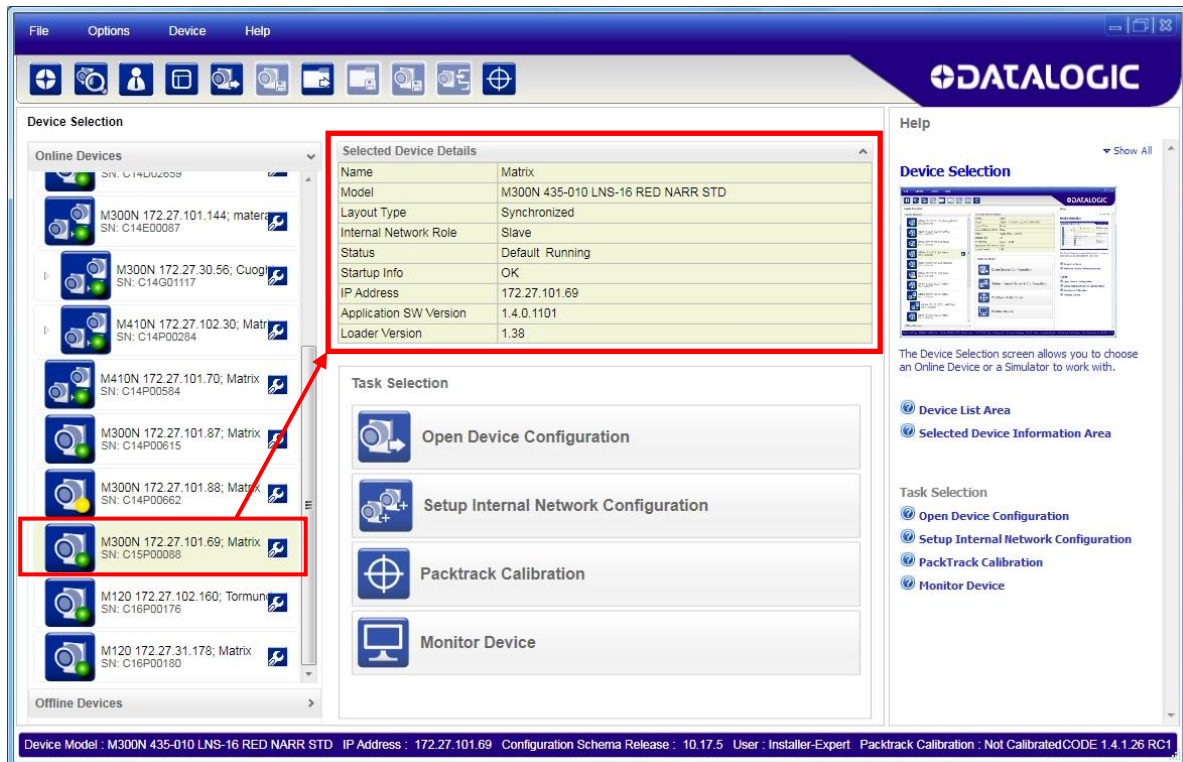 File Options Device Help
DATALOGIC
Device Selection
Online Devices
SN: C14D02659
M300N 172.27.101.144; matera
SN: C14E00087
M300N 172.27.30.56; Cuogl
SN: C14G01117
M410N 172.27.102.30; Matri
SN: C14P00284
M410N 172.27.101.70; Matrix
SN: C14P00584
M300N 172.27.101.87; Matrix
SN: C14P00615
M300N 172.27.101.88; Matrix
SN: C14P00662
M300N 172.27.101.69; Matrix
SN: C15P00088
M120 172.27.102.160; Tormun
SN: C16P00176
M120 172.27.31.178; Matrix
SN: C16P00180
Offline Devices
Selected Device Details
Name Matrix
Model M300N 435-010 LNS-16 RED NARR STD
Layout Type Synchronized
Internal Network Role Slave
Status Default Running
Startup Info OK
IP Address 172.27.101.69
Application SW Version 1.4.0.1101
Loader Version 1.38
Task Selection
Open Device Configuration
Setup Internal Network Configuration
Packtrack Calibration
Monitor Device
Help
Show All
Device Selection
The Device Selection screen allows you to choose
an Online Device or a Simulator to work with.
Device List Area
Selected Device Information Area
Task Selection
Open Device Configuration
Setup Internal Network Configuration
PackTrack Calibration
Monitor Device
Device Model : M300N 435-010 LNS-16 RED NARR STD IP Address : 172.27.101.69 Configuration Schema Release : 10.17.5 User : Installer-Expert Packtrack Calibration : Not CalibratedCODE 1.4.1.26 RC1